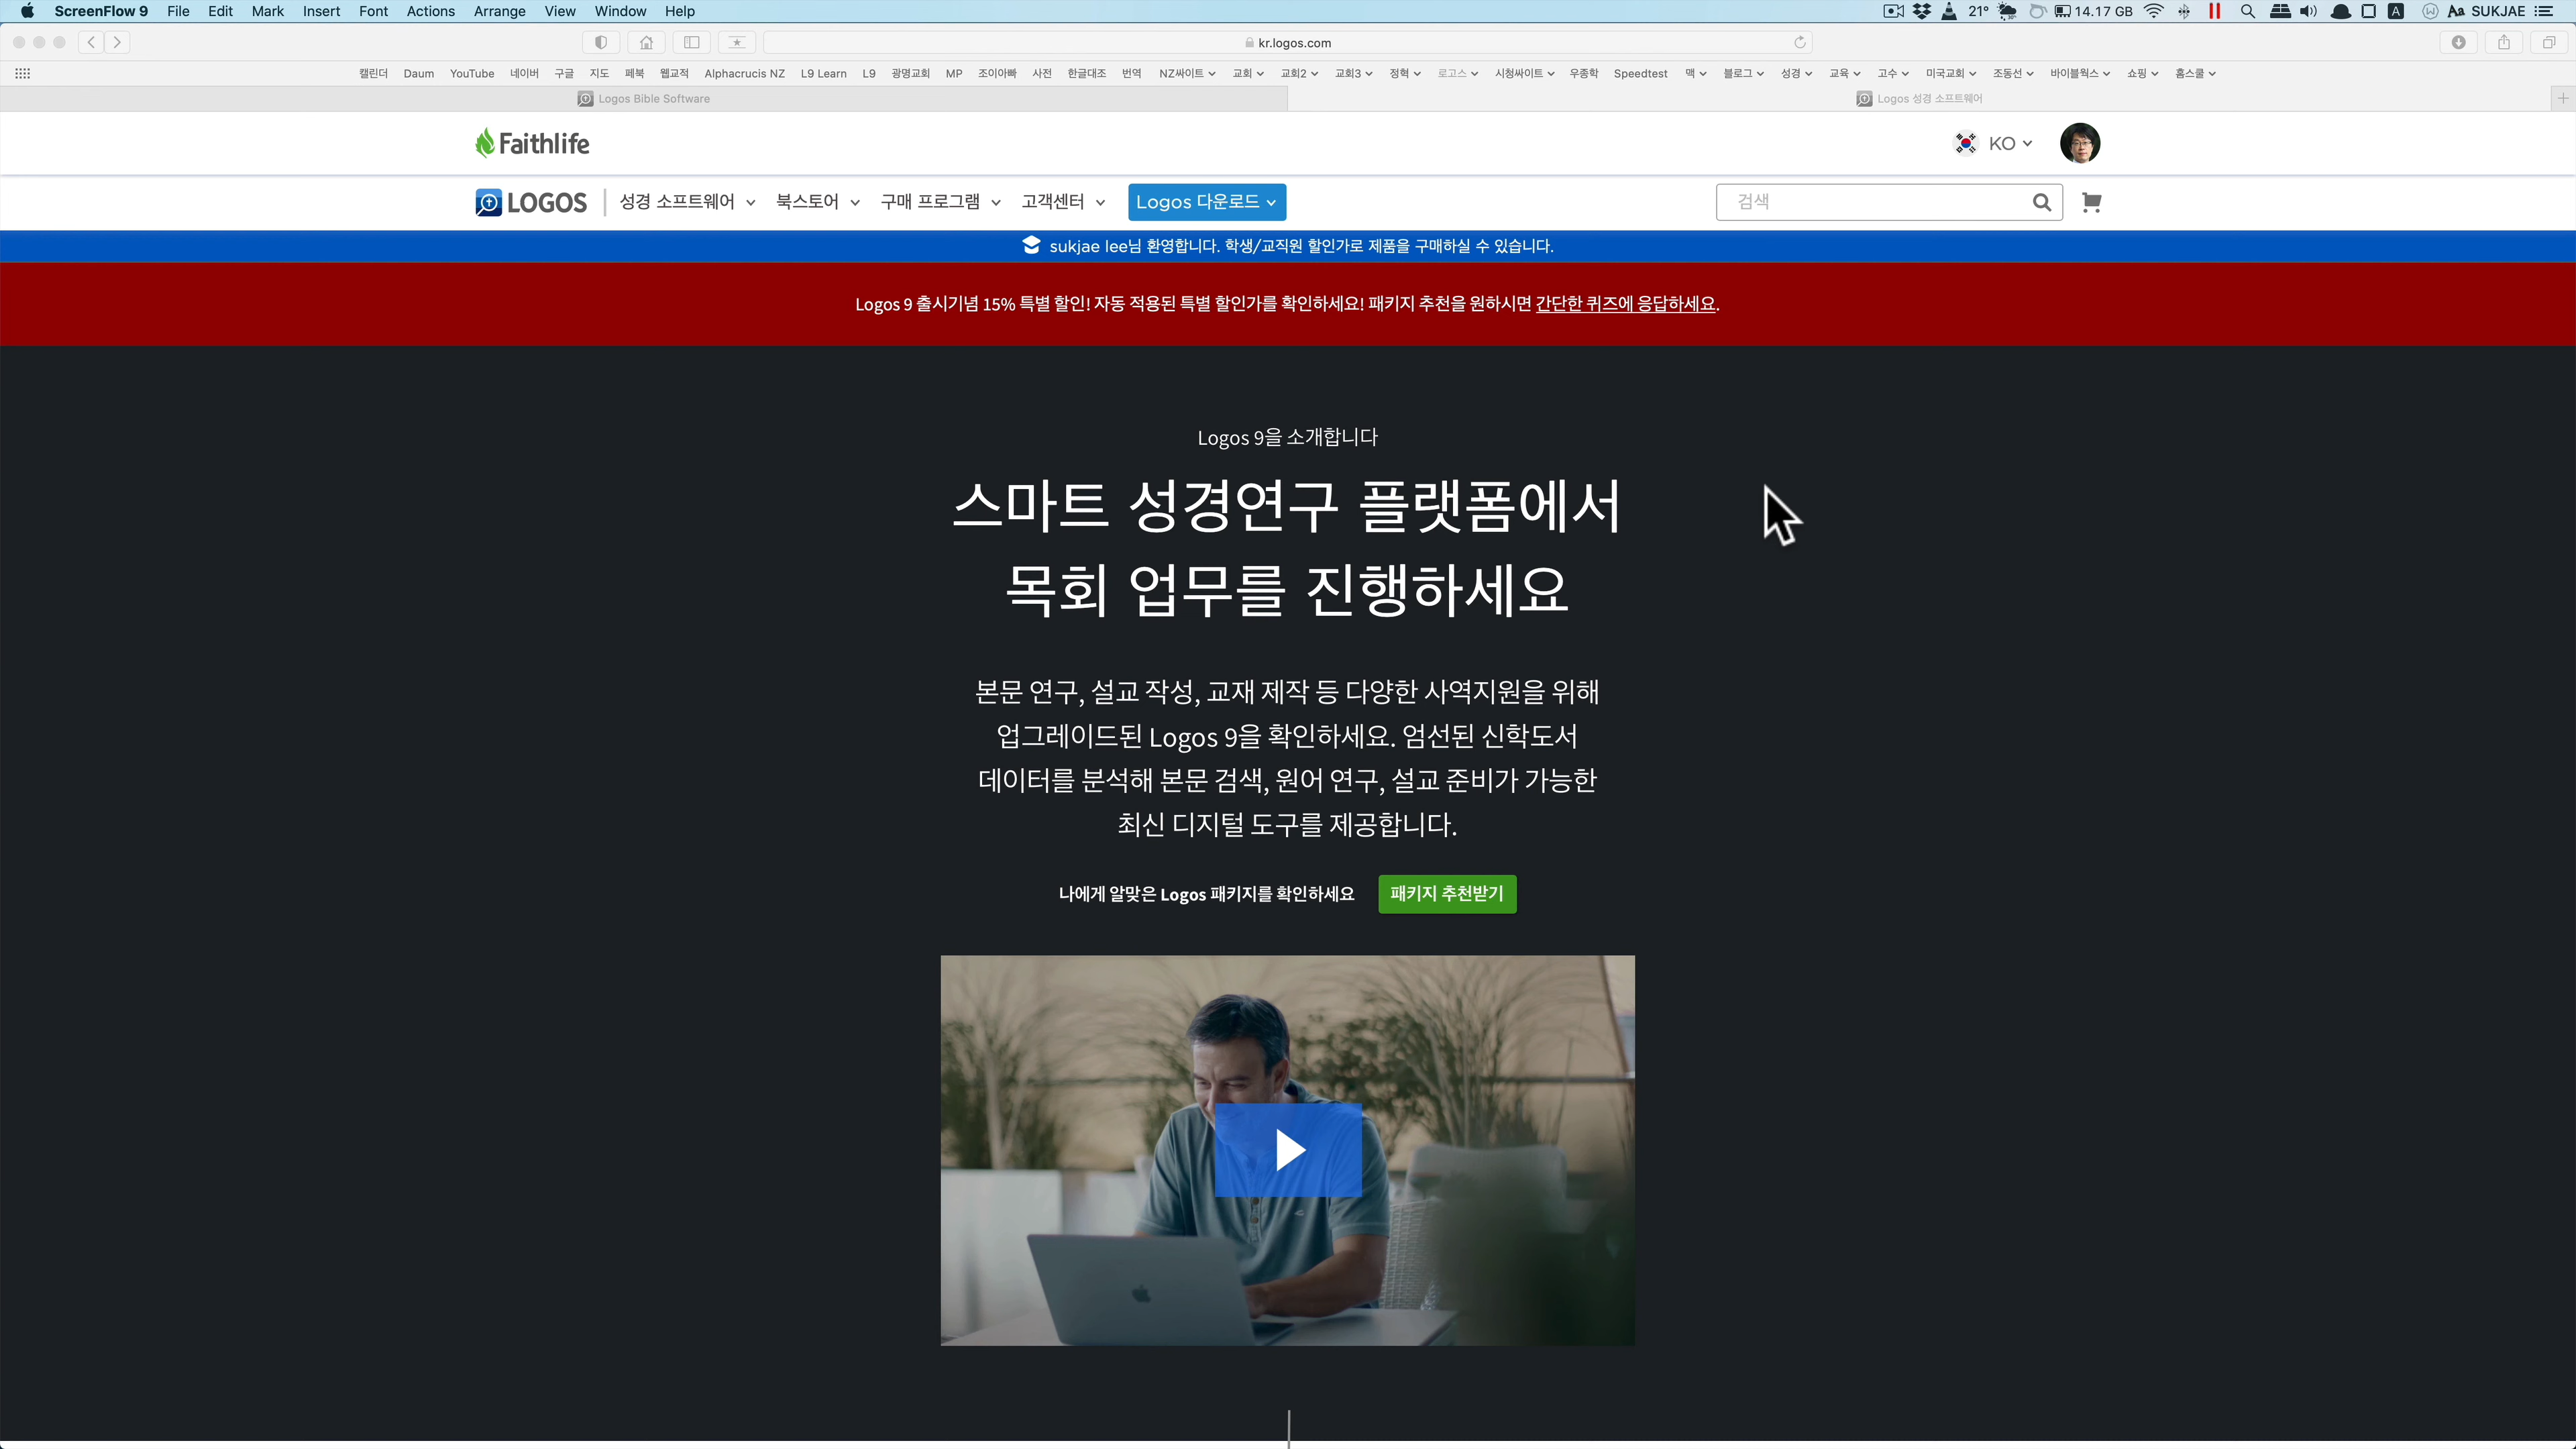 ScreenFlow 9 File Edit Mark Insert Font Actions Arrange View Window Help 21° 14.17 GB A Aa SUKJAE
kr.logos.com
캘린더 Daum YouTube 네이버 구글 지도 페북 웹교적 Alphacrucis NZ L9 Learn L9 광명교회 MP 조이아빠 사전 한글대조 번역 NZ싸이트 교회 교회2 교회3 정혁 로고스 시청싸이트 우종학 Speedtest 맥 블로그 성경 교육 고수 미국교회 조동선 바이블웍스 쇼핑 홈스쿨
Logos Bible Software Logos 성경 소프트웨어
Faithlife KO
LOGOS 성경 소프트웨어 북스토어 구매 프로그램 고객센터 Logos 다운로드 검색
sukjae lee님 환영합니다. 학생/교직원 할인가로 제품을 구매하실 수 있습니다.
Logos 9 출시기념 15% 특별 할인! 자동 적용된 특별 할인가를 확인하세요! 패키지 추천을 원하시면 간단한 퀴즈에 응답하세요.
Logos 9을 소개합니다
스마트 성경연구 플랫폼에서
목회 업무를 진행하세요
본문 연구, 설교 작성, 교재 제작 등 다양한 사역지원을 위해
업그레이드된 Logos 9을 확인하세요. 엄선된 신학도서
데이터를 분석해 본문 검색, 원어 연구, 설교 준비가 가능한
최신 디지털 도구를 제공합니다.
나에게 알맞은 Logos 패키지를 확인하세요 패키지 추천받기